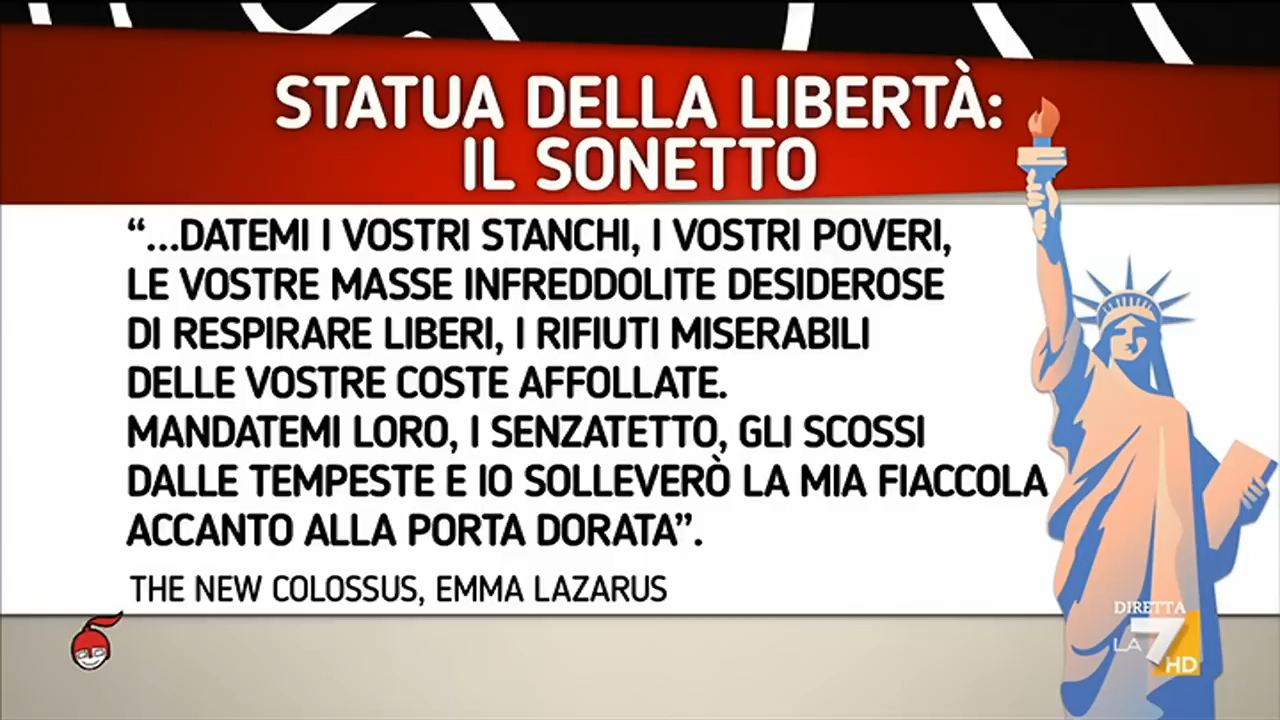 STATUA DELLA LIBERTÀ:
IL SONETTO
“...DATEMI I VOSTRI STANCHI, I VOSTRI POVERI,
LE VOSTRE MASSE INFREDDOLITE DESIDEROSE
DI RESPIRARE LIBERI, I RIFIUTI MISERABILI
DELLE VOSTRE COSTE AFFOLLATE.
MANDATEMI LORO, I SENZATETTO, GLI SCOSSI
DALLE TEMPESTE E IO SOLLEVERÒ LA MIA FIACCOLA
ACCANTO ALLA PORTA DORATA”.
THE NEW COLOSSUS, EMMA LAZARUS
DIRETTA
LA 7 HD